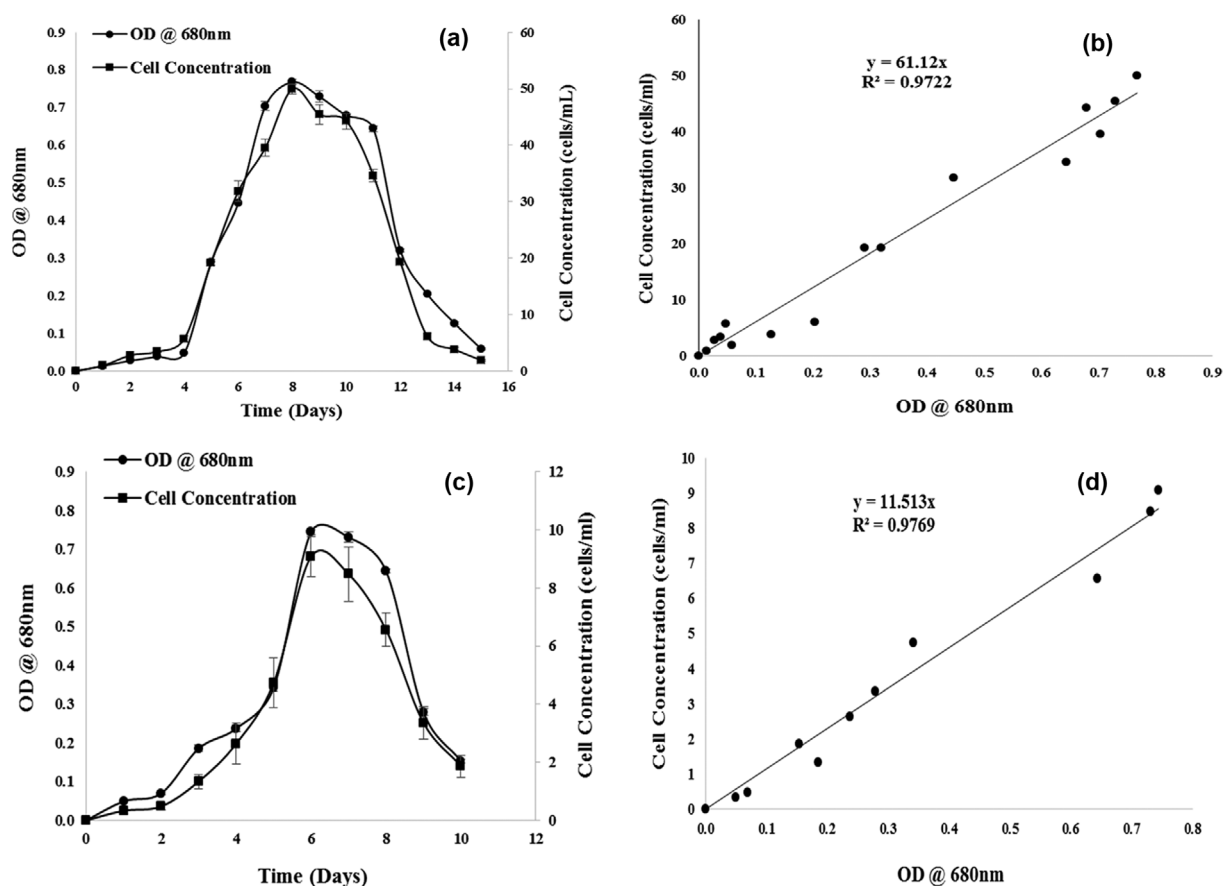 (a)
OD @ 680nm
Cell Concentration
0.9
0.8
0.7
0.6
0.5
0.4
0.3
0.2
0.1
0.0
OD @ 680nm
60
50
40
30
20
10
0
Cell Concentration (cells/mL)
0 2 4 6 8 10 12 14 16
Time (Days)
(b)
y = 61.12x
R² = 0.9722
60
50
40
30
20
10
0
Cell Concentration (cells/ml)
0.0 0.1 0.2 0.3 0.4 0.5 0.6 0.7 0.8 0.9
OD @ 680nm
(c)
OD @ 680nm
Cell Concentration
0.9
0.8
0.7
0.6
0.5
0.4
0.3
0.2
0.1
0.0
OD @ 680nm
12
10
8
6
4
2
0
Cell Concentration (cells/ml)
0 2 4 6 8 10 12
Time (Days)
(d)
y = 11.513x
R² = 0.9769
10
9
8
7
6
5
4
3
2
1
0
Cell Concentration (cells/ml)
0.0 0.1 0.2 0.3 0.4 0.5 0.6 0.7 0.8
OD @ 680nm